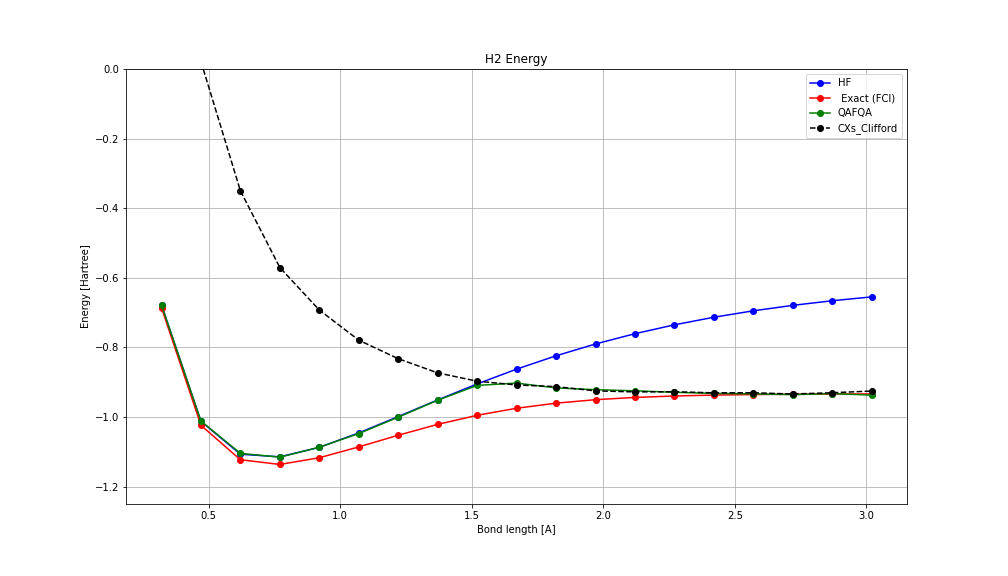 H2 Energy
HF
Exact (FCI)
QAFQA
CXs_Clifford
Energy [Hartree]
0.0
−0.2
−0.4
−0.6
−0.8
−1.0
−1.2
0.5
1.0
1.5
2.0
2.5
3.0
Bond length [A]